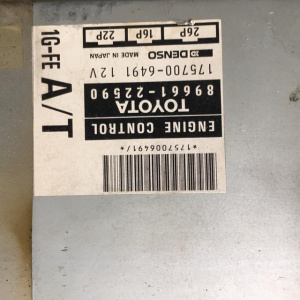 *1757006491/*
ENGINE CONTROL
TOYOTA
89661-22590
175700-6491 12V
DENSO MADE IN JAPAN
26P 16P 22P
1G-FE A/T